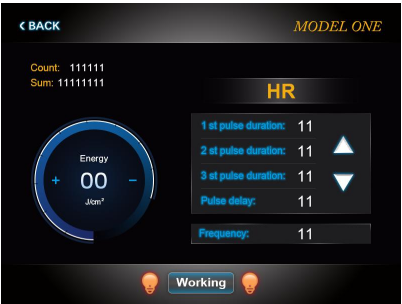 < BACK
MODEL ONE
Count: 111111
Sum: 11111111
HR
Energy
+ 00 -
J/cm²
1 st pulse duration: 11
2 st pulse duration: 11
3 st pulse duration: 11
Pulse delay: 11
Frequency: 11
Working